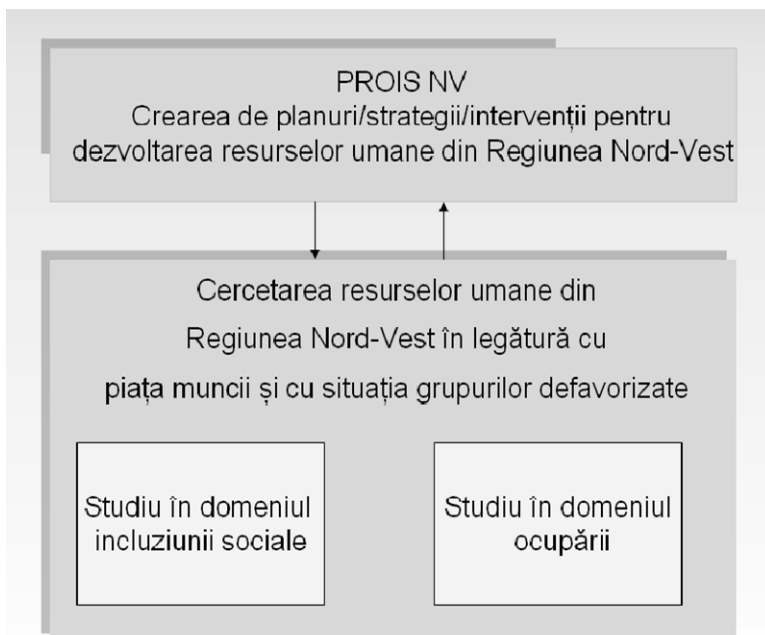 PROIS NV
Crearea de planuri/strategii/intervenții pentru
dezvoltarea resurselor umane din Regiunea Nord-Vest
Cercetarea resurselor umane din
Regiunea Nord-Vest în legătură cu
piața muncii și cu situația grupurilor defavorizate
Studiu în domeniul
incluziunii sociale
Studiu în domeniul
ocupării